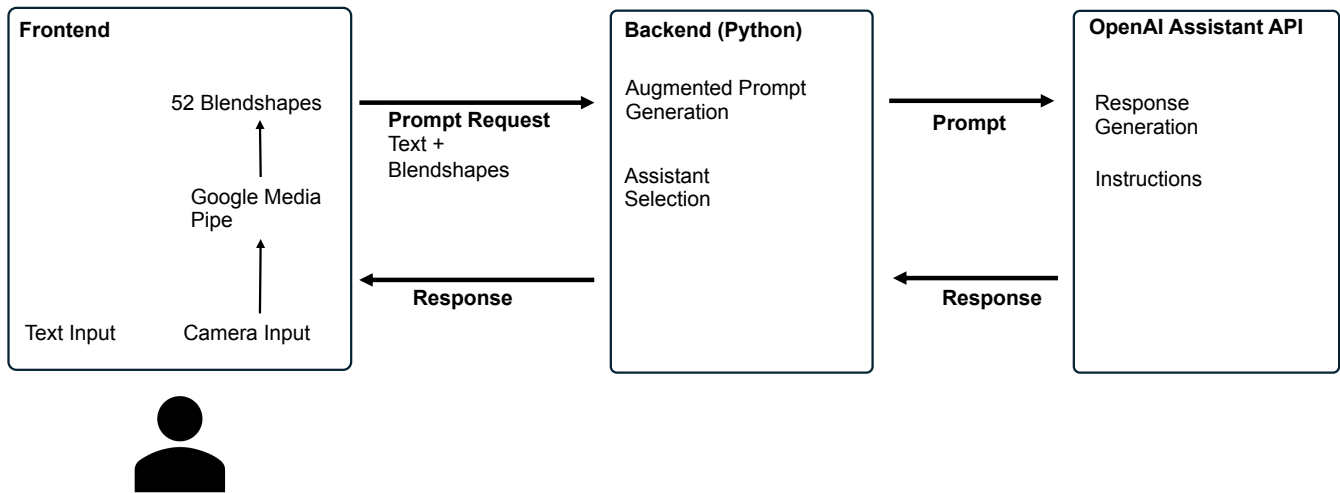 Frontend
52 Blendshapes
Google Media
Pipe
Text Input
Camera Input
Prompt Request
Text +
Blendshapes
Response
Backend (Python)
Augmented Prompt
Generation
Assistant
Selection
Prompt
Response
OpenAI Assistant API
Response
Generation
Instructions